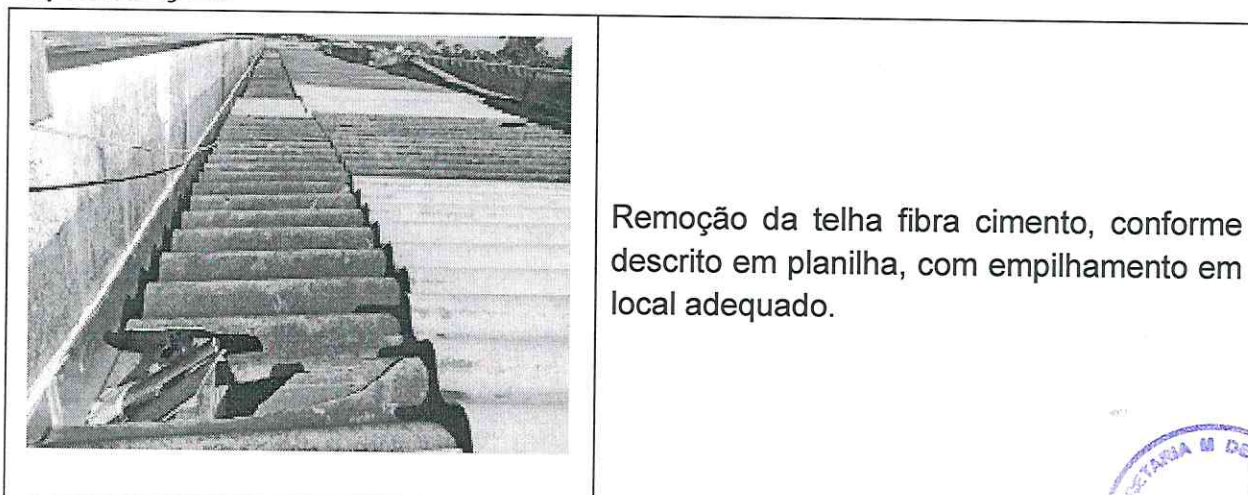 Remoção da telha fibra cimento, conforme
descrito em planilha, com empilhamento em
local adequado.